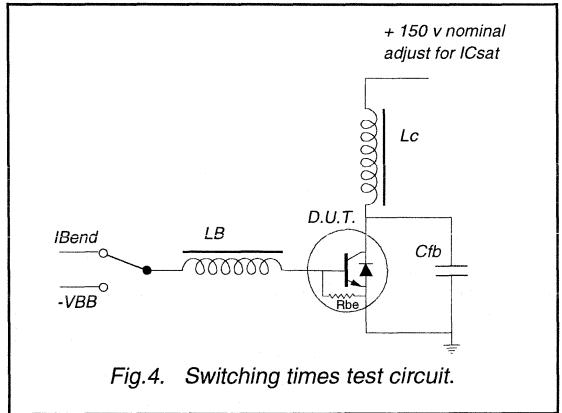 + 150 v nominal
adjust for ICsat
Lc
D.U.T.
LB
IBend
Cfb
-VBB
Rbe
Fig.4. Switching times test circuit.